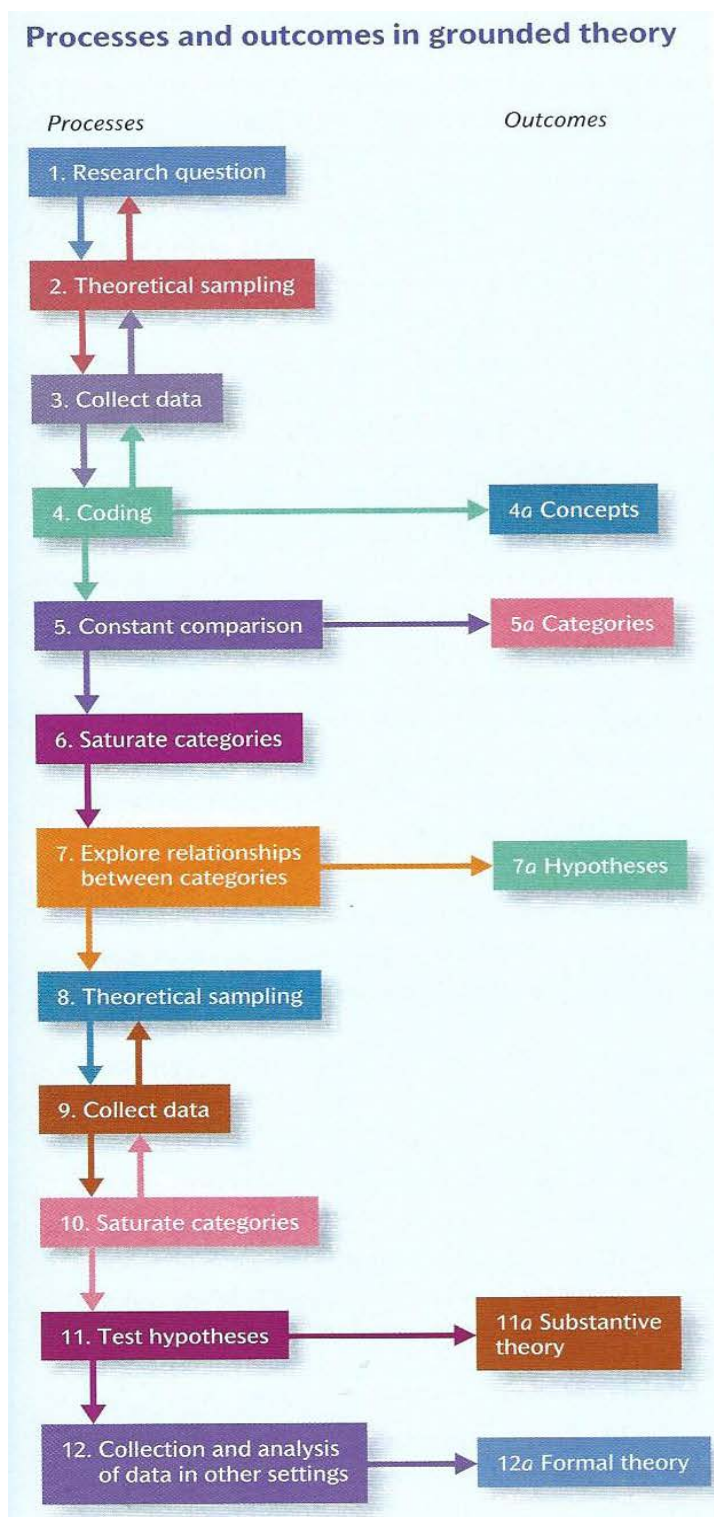 Processes and outcomes in grounded theory
Processes
Outcomes
1. Research question
2. Theoretical sampling
3. Collect data
4. Coding
4a Concepts
5. Constant comparison
5a Categories
6. Saturate categories
7. Explore relationships
between categories
7a Hypotheses
8. Theoretical sampling
9. Collect data
10. Saturate categories
11. Test hypotheses
11a Substantive
theory
12. Collection and analysis
of data in other settings
12a Formal theory